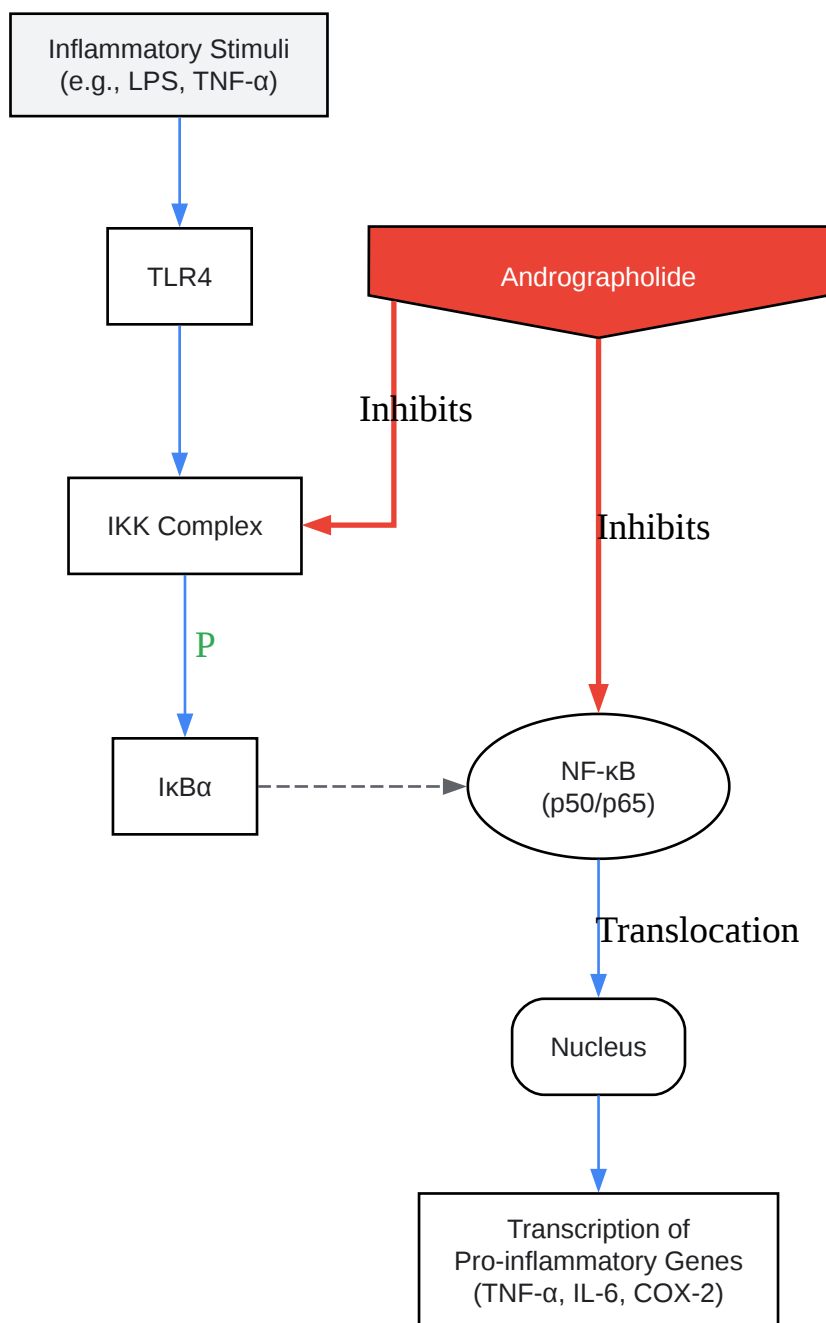 Inflammatory Stimuli
(e.g., LPS, TNF-α)
TLR4
Andrographolide
Inhibits
IKK Complex
Inhibits
P
IκBα
NF-κB
(p50/p65)
Translocation
Nucleus
Transcription of
Pro-inflammatory Genes
(TNF-α, IL-6, COX-2)